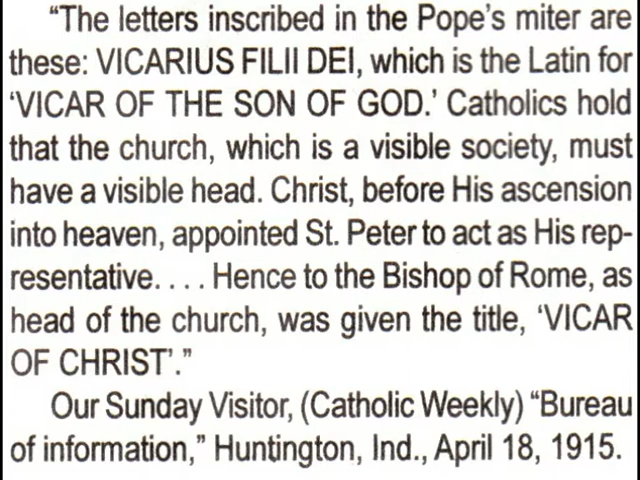 “The letters inscribed in the Pope’s miter are
these: VICARIUS FILII DEI, which is the Latin for
‘VICAR OF THE SON OF GOD.’ Catholics hold
that the church, which is a visible society, must
have a visible head. Christ, before His ascension
into heaven, appointed St. Peter to act as His rep-
resentative. . . . Hence to the Bishop of Rome, as
head of the church, was given the title, ‘VICAR
OF CHRIST’.”
Our Sunday Visitor, (Catholic Weekly) “Bureau
of information,” Huntington, Ind., April 18, 1915.